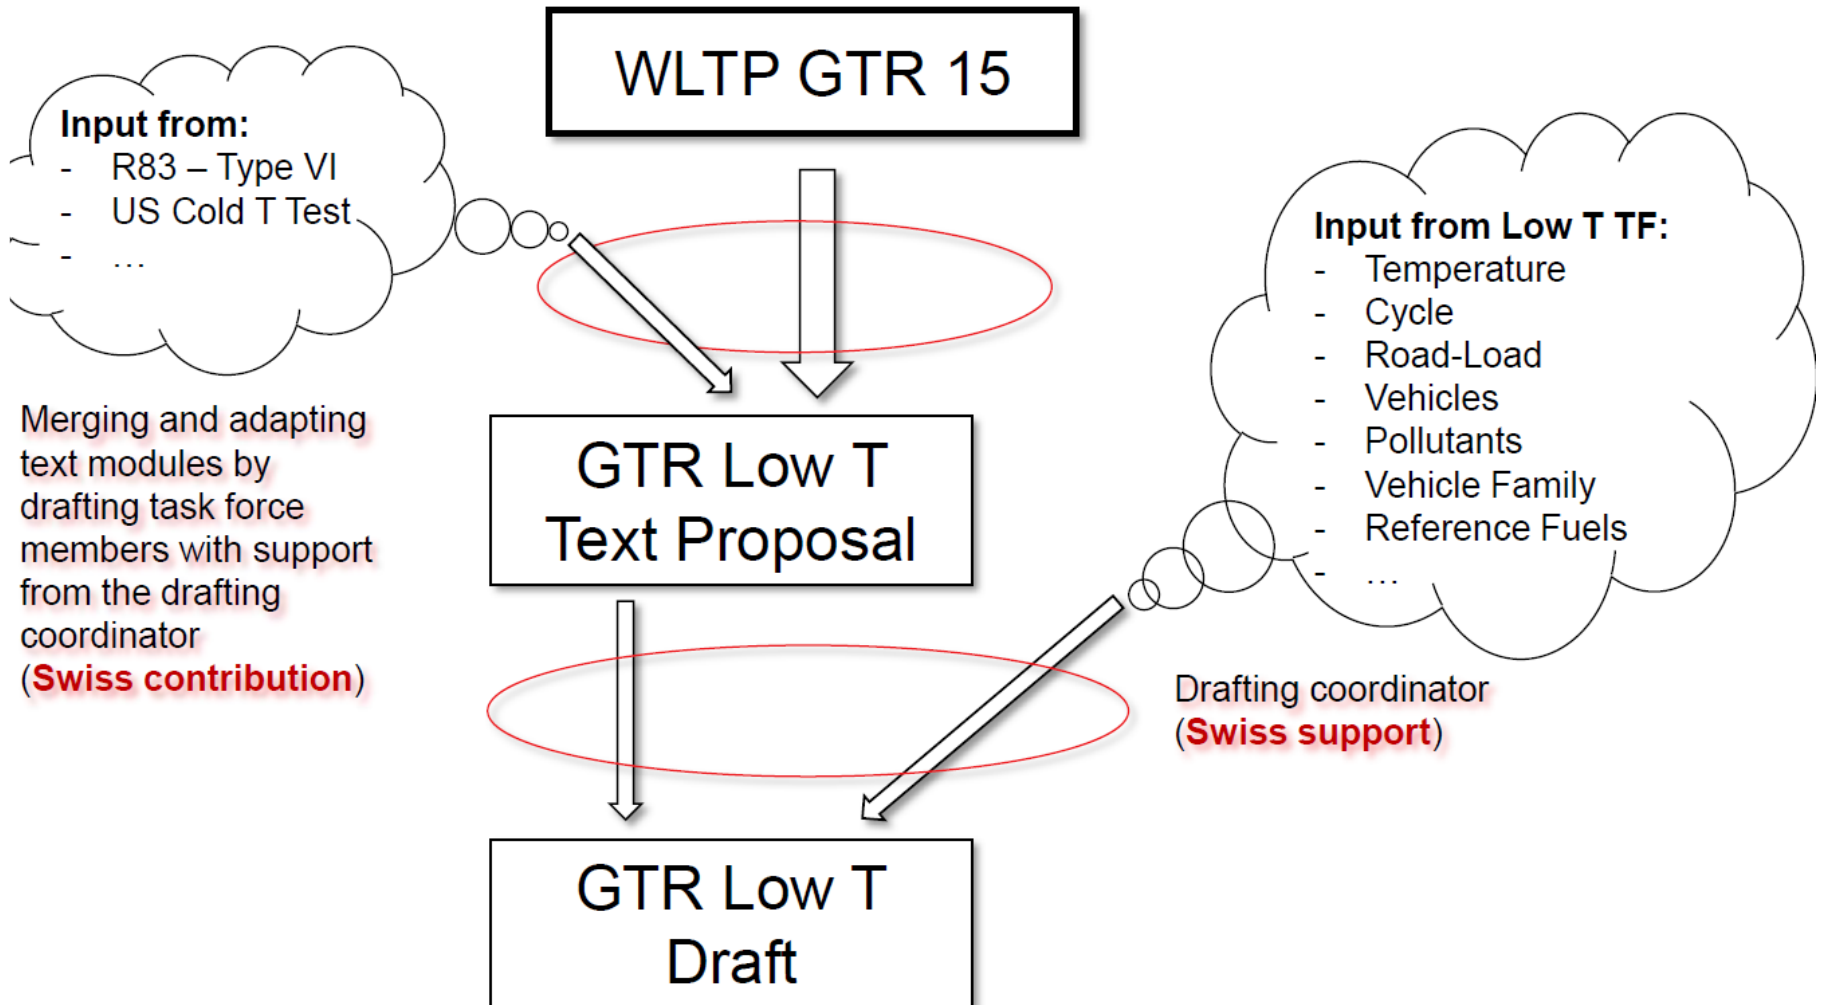 WLTP GTR 15
Input from:
- R83 – Type VI
- US Cold T Test
- …
Input from Low T TF:
- Temperature
- Cycle
- Road-Load
- Vehicles
- Pollutants
- Vehicle Family
- Reference Fuels
- …
Merging and adapting
text modules by
drafting task force
members with support
from the drafting
coordinator
(Swiss contribution)
GTR Low T
Text Proposal
Drafting coordinator
(Swiss support)
GTR Low T
Draft